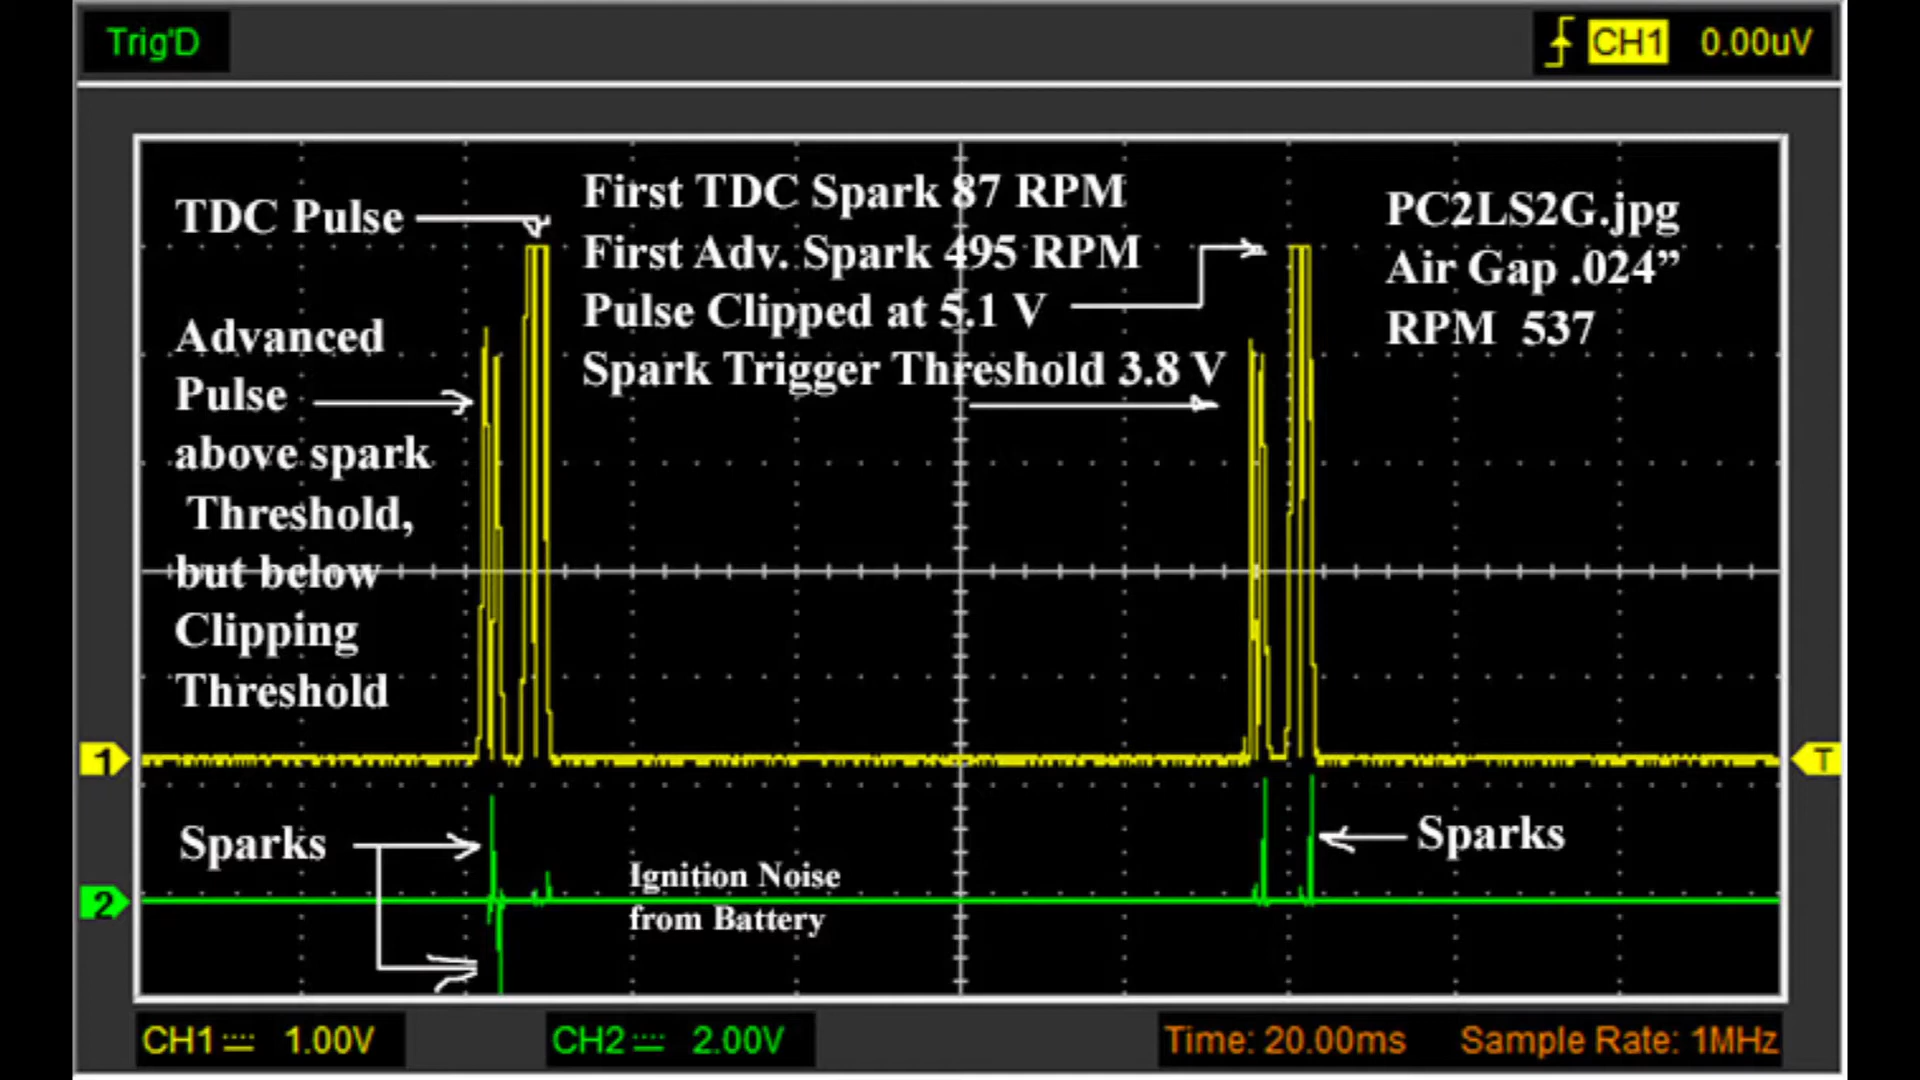 Trig'D
CH1 0.00uV
TDC Pulse
First TDC Spark 87 RPM
First Adv. Spark 495 RPM
Pulse Clipped at 5.1 V
Spark Trigger Threshold 3.8 V
PC2LS2G.jpg
Air Gap .024”
RPM 537
Advanced
Pulse
above spark
Threshold,
but below
Clipping
Threshold
1
T
Sparks
Ignition Noise
from Battery
Sparks
2
CH1 1.00V
CH2 2.00V
Time: 20.00ms
Sample Rate: 1MHz